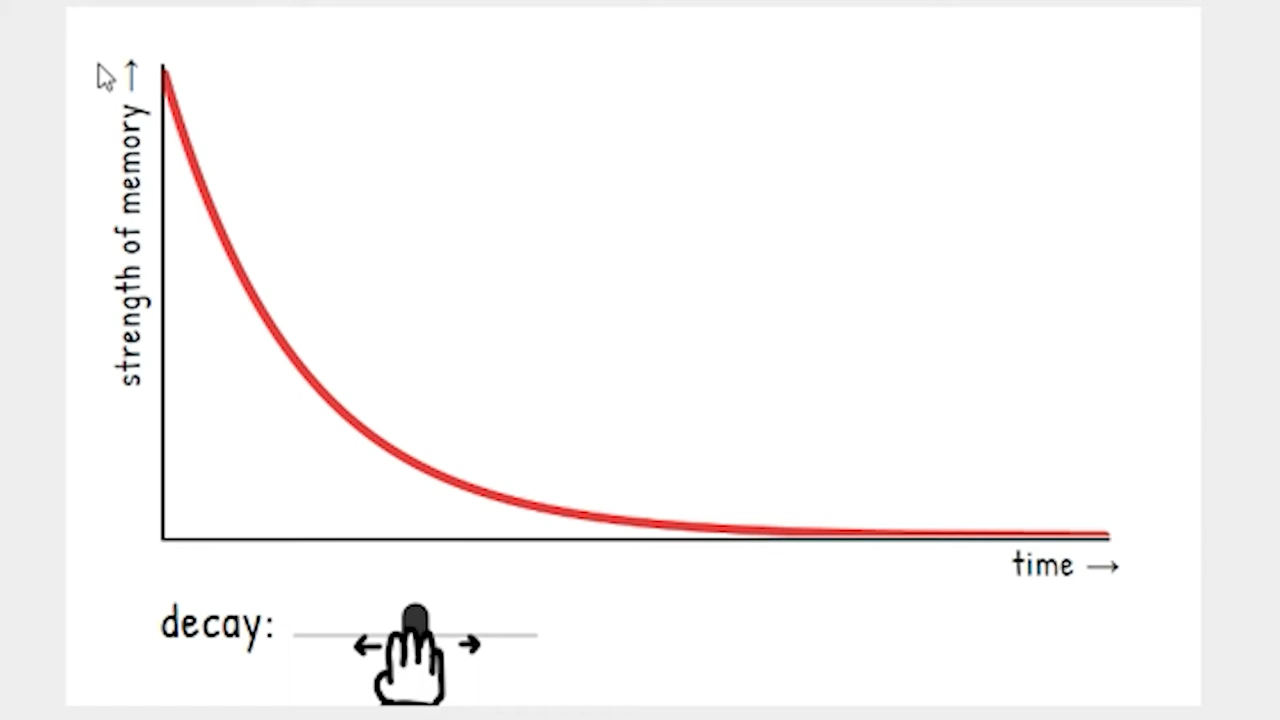 strength of memory →
time →
decay: